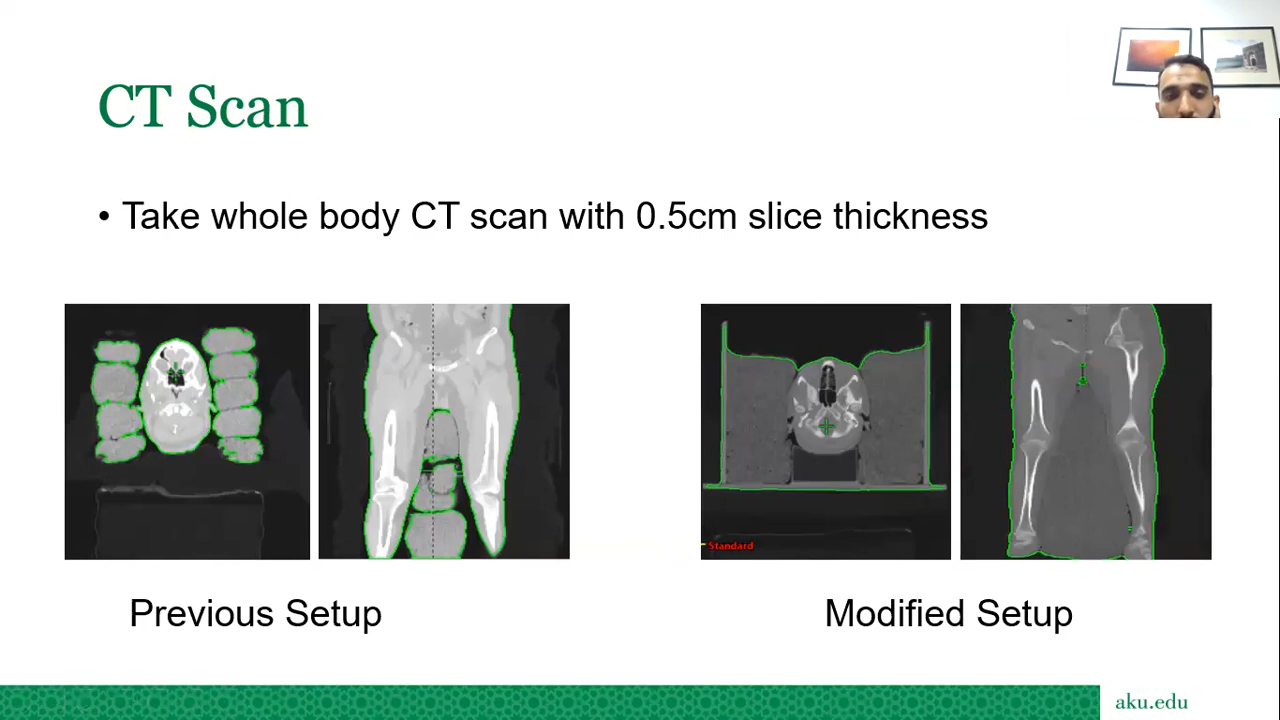 CT Scan
• Take whole body CT scan with 0.5cm slice thickness
Standard
Previous Setup
Modified Setup
aku.edu